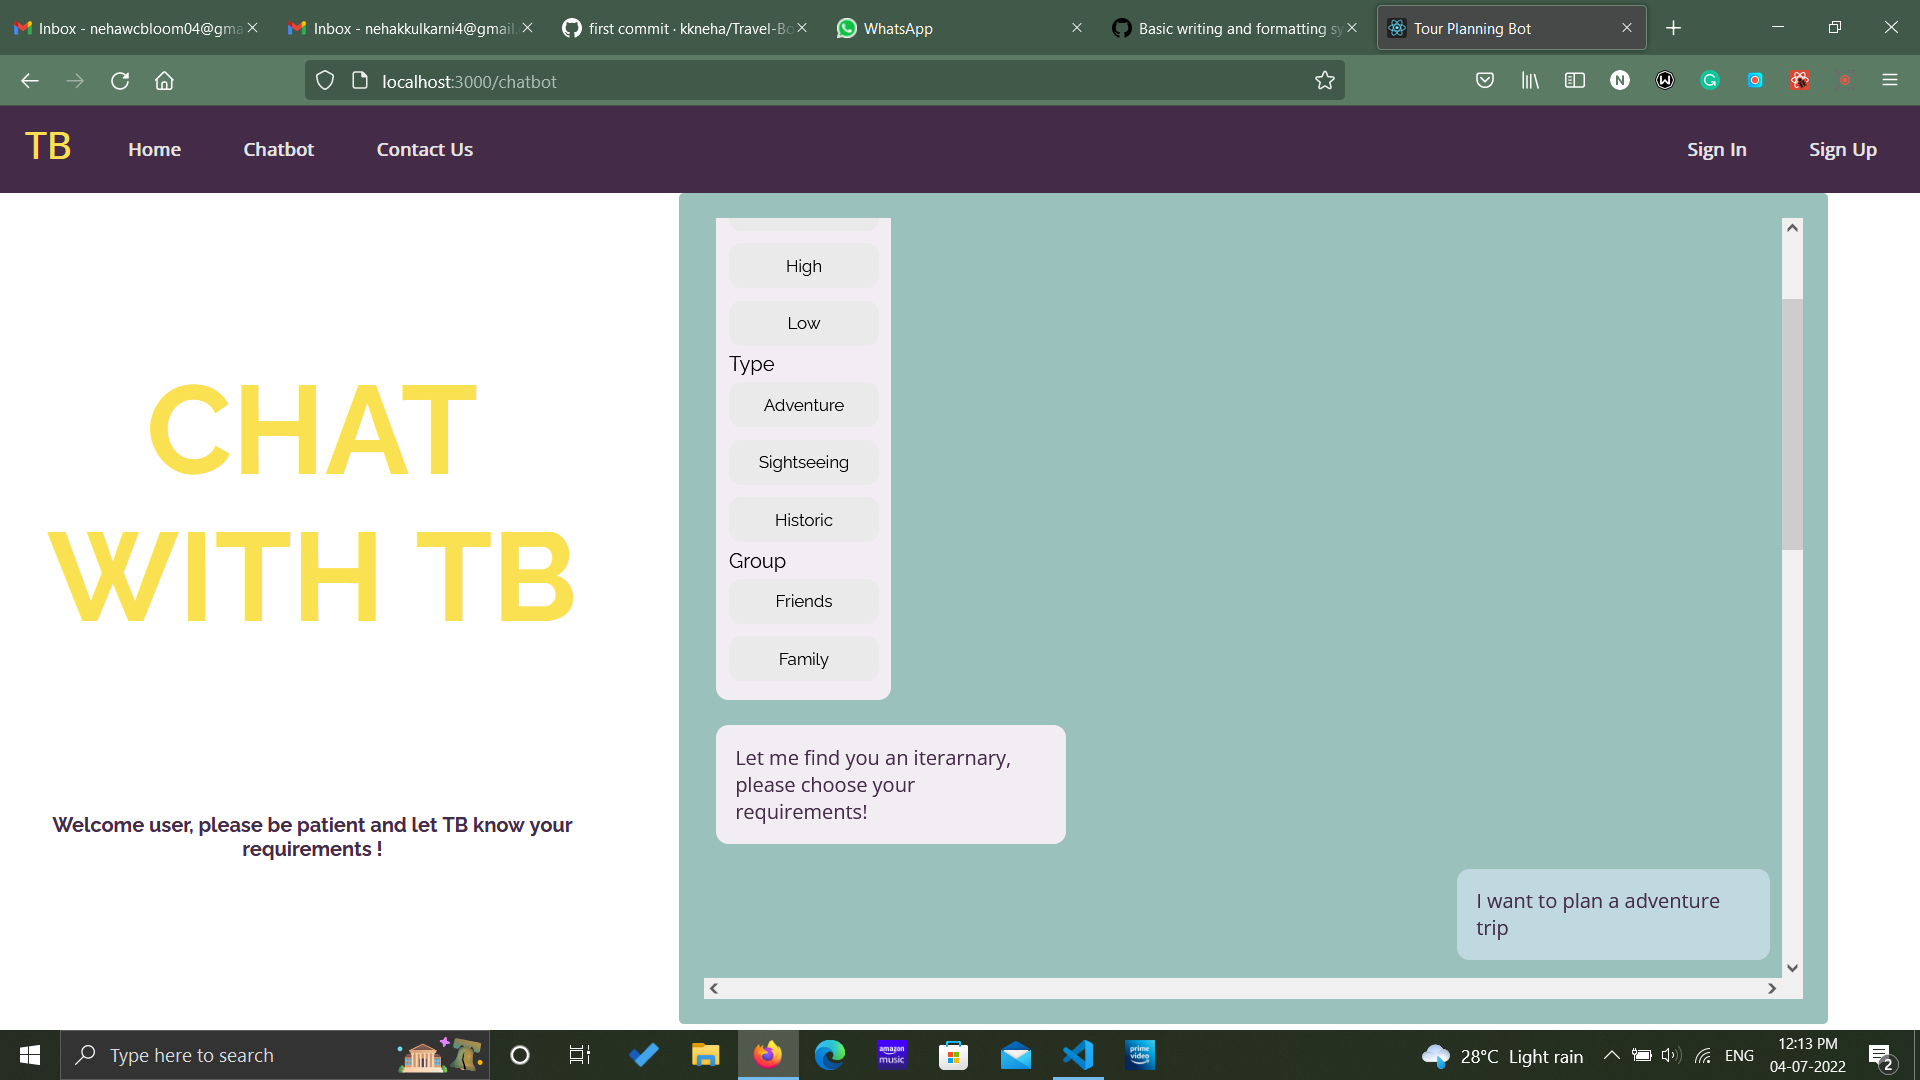 Inbox - nehawcbloom04@gma
Inbox - nehakkulkarni4@gmail.
first commit · kkneha/Travel-Bo
WhatsApp
Basic writing and formatting sy
Tour Planning Bot
localhost:3000/chatbot
TB
Home
Chatbot
Contact Us
Sign In
Sign Up
CHAT
WITH TB
Welcome user, please be patient and let TB know your
requirements !
High
Low
Type
Adventure
Sightseeing
Historic
Group
Friends
Family
Let me find you an iterarnary,
please choose your
requirements!
I want to plan a adventure
trip
Type here to search
amazon
music
prime
video
28°C Light rain
ENG
12:13 PM
04-07-2022
2